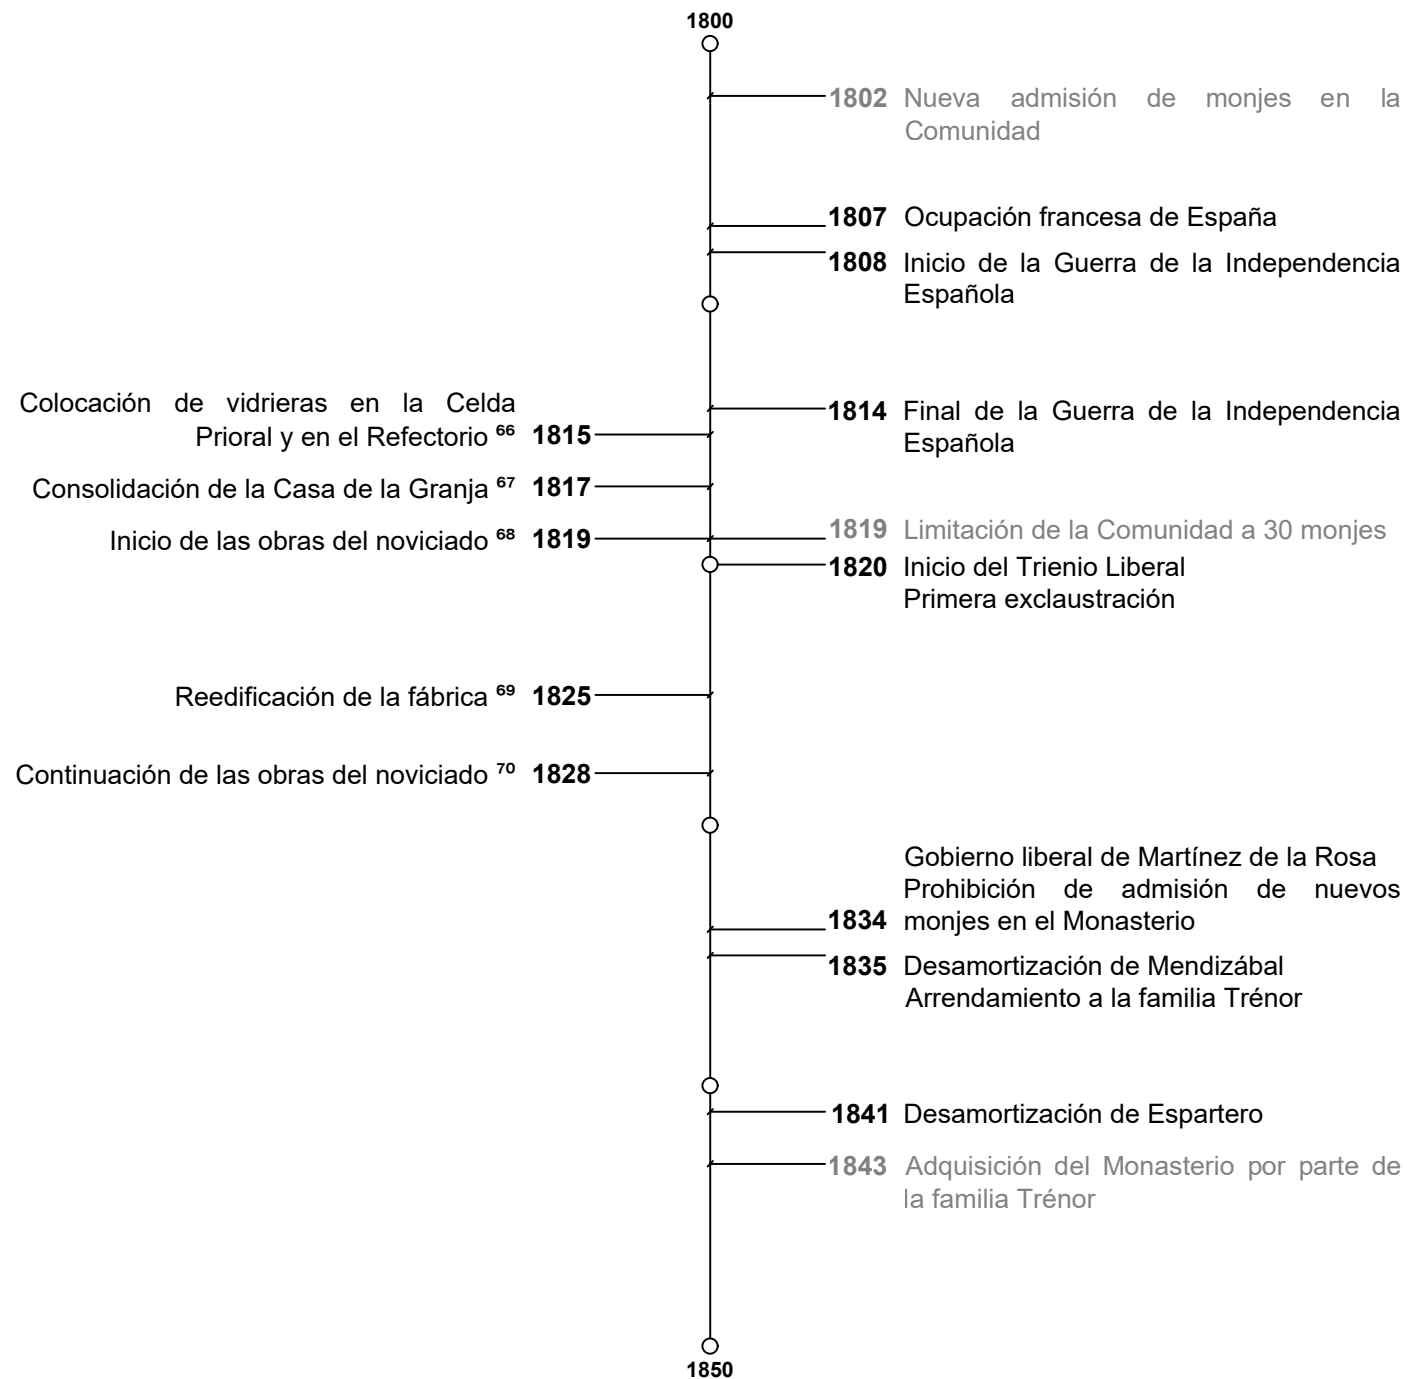 1800
1802 Nueva admisión de monjes en la
Comunidad
1807 Ocupación francesa de España
1808 Inicio de la Guerra de la Independencia
Española
Colocación de vidrieras en la Celda
Prioral y en el Refectorio ⁶⁶ 1815
1814 Final de la Guerra de la Independencia
Española
Consolidación de la Casa de la Granja ⁶⁷ 1817
Inicio de las obras del noviciado ⁶⁸ 1819
1819 Limitación de la Comunidad a 30 monjes
1820 Inicio del Trienio Liberal
Primera exclaustración
Reedificación de la fábrica ⁶⁹ 1825
Continuación de las obras del noviciado ⁷⁰ 1828
Gobierno liberal de Martínez de la Rosa
Prohibición de admisión de nuevos
1834 monjes en el Monasterio
1835 Desamortización de Mendizábal
Arrendamiento a la familia Trénor
1841 Desamortización de Espartero
1843 Adquisición del Monasterio por parte de
la familia Trénor
1850